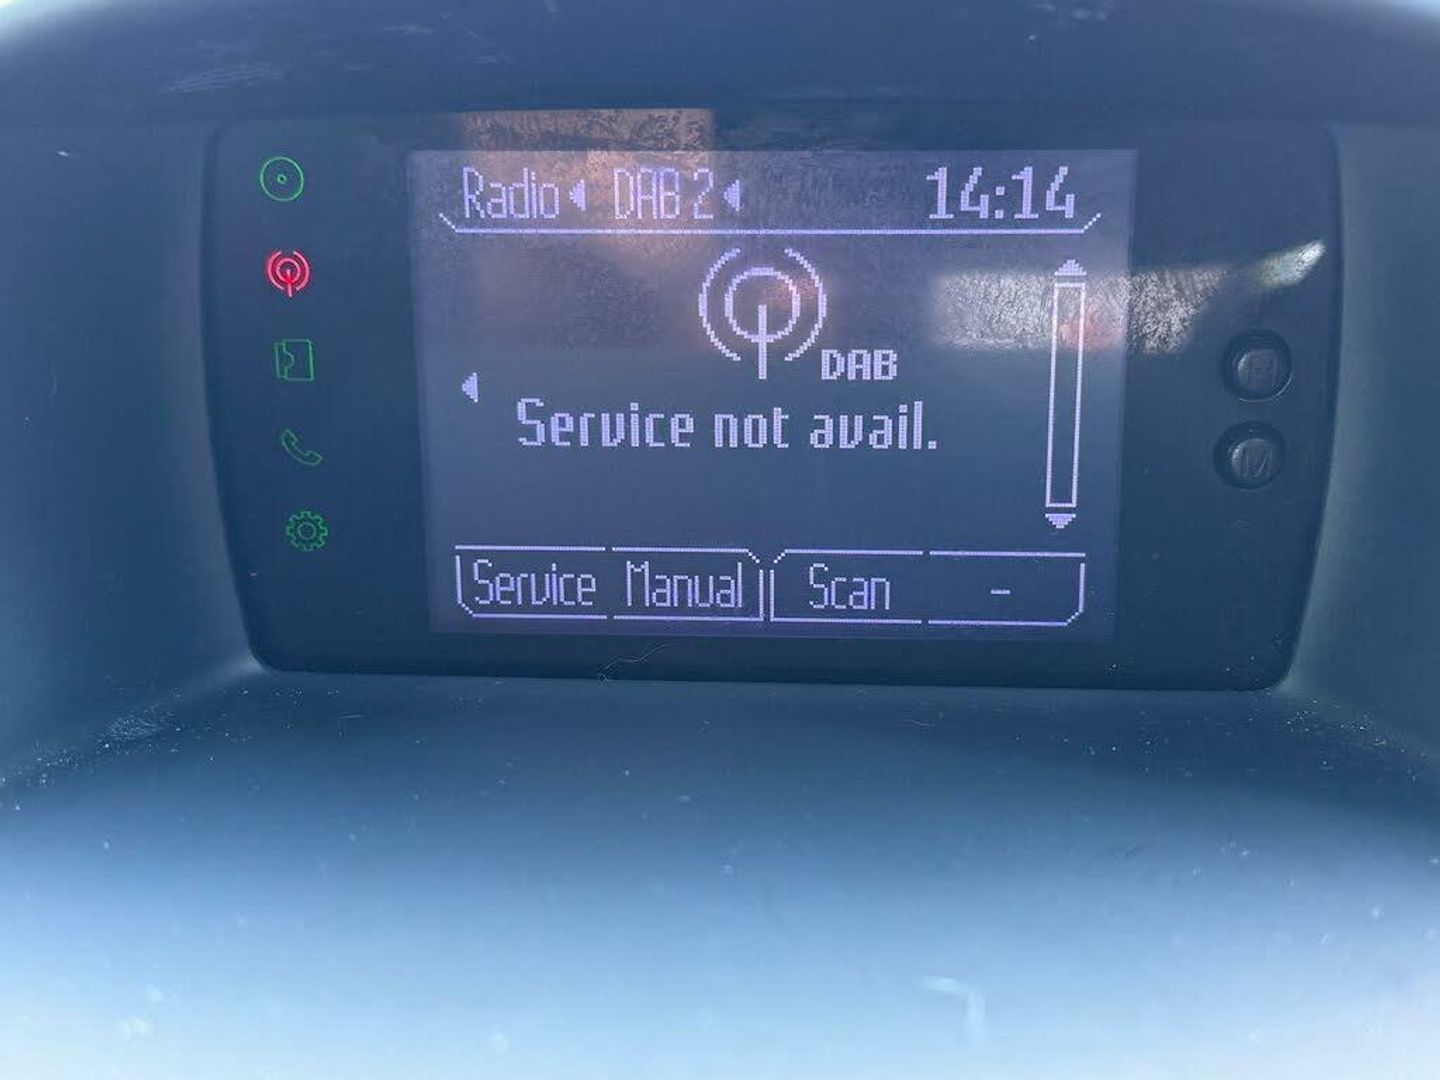 Radio DAB 2 14:14
DAB
Service not avail.
Service Manual Scan -
H
M